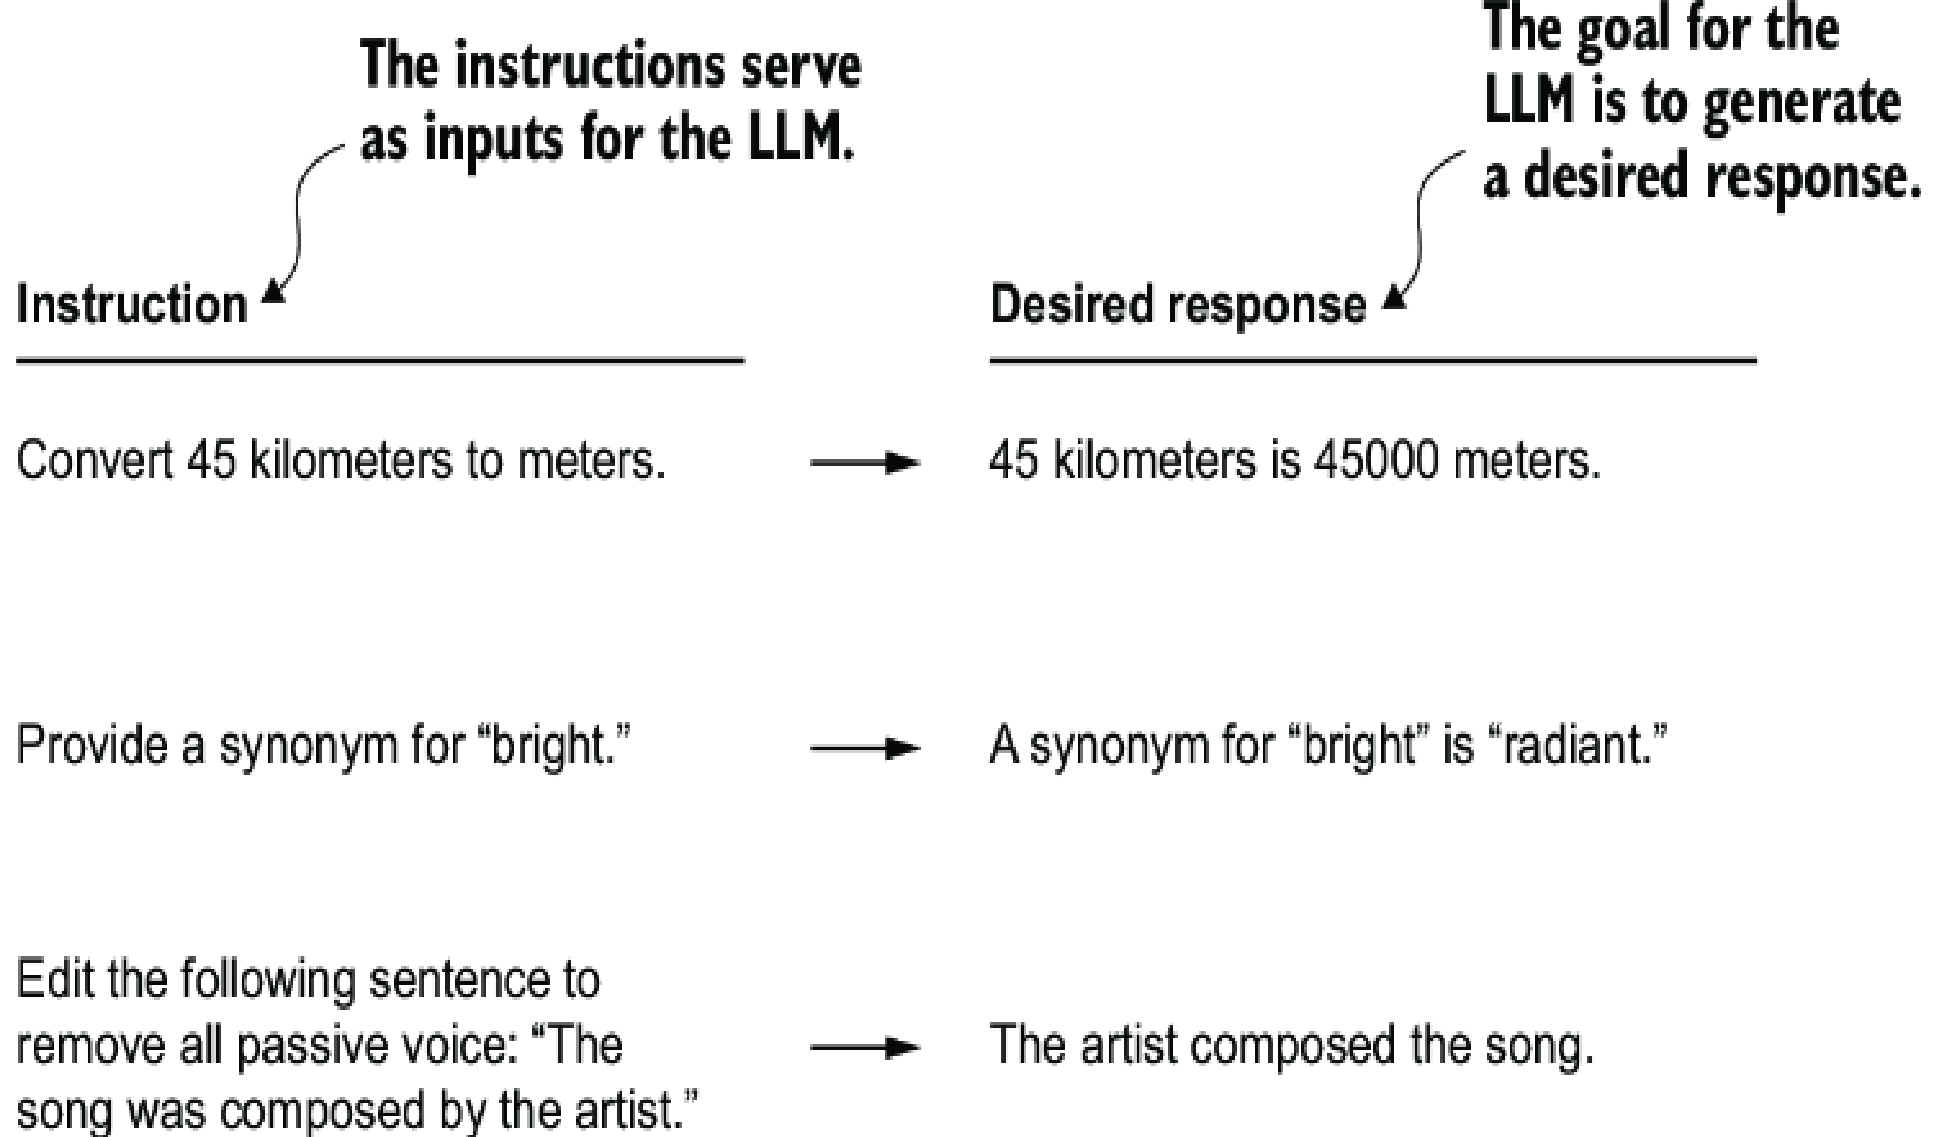 The instructions serve
as inputs for the LLM.
The goal for the
LLM is to generate
a desired response.
Instruction
Desired response
Convert 45 kilometers to meters.
45 kilometers is 45000 meters.
Provide a synonym for “bright.”
A synonym for “bright” is “radiant.”
Edit the following sentence to
remove all passive voice: “The
song was composed by the artist.”
The artist composed the song.